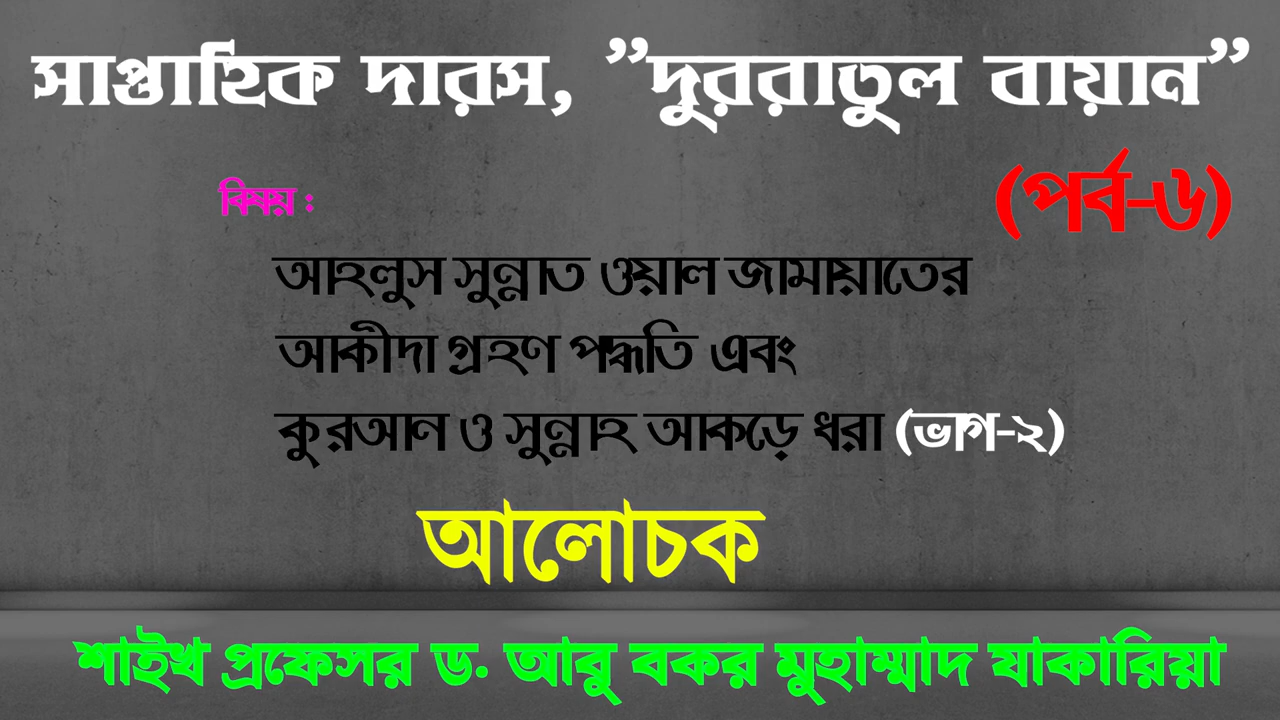 সাপ্তাহিক দারস, ”দুররাতুল বায়ান”
(পর্ব-৬)
বিষয় :
আহলুস সুন্নাত ওয়াল জামায়াতের
আকীদা গ্রহণ পদ্ধতি এবং
কুরআন ও সুন্নাহ আকড়ে ধরা (ভাগ-২)
আলোচক
শাইখ প্রফেসর ড. আবু বকর মুহাম্মাদ যাকারিয়া